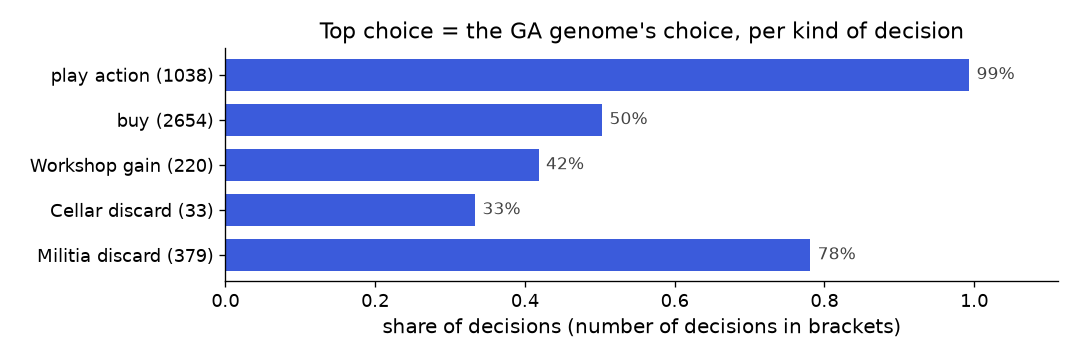 Top choice = the GA genome's choice, per kind of decision
play action (1038)
99%
buy (2654)
50%
Workshop gain (220)
42%
Cellar discard (33)
33%
Militia discard (379)
78%
0.0 0.2 0.4 0.6 0.8 1.0
share of decisions (number of decisions in brackets)